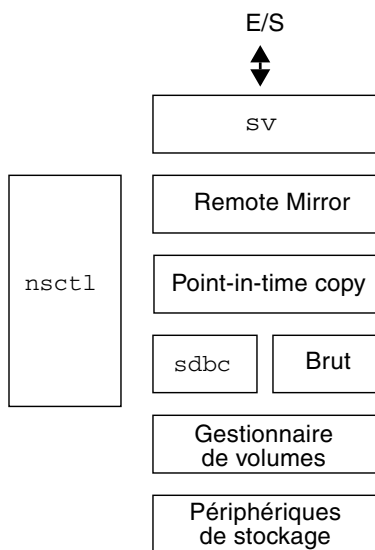 E/S
sv
Remote Mirror
nsctl
Point-in-time copy
sdbc
Brut
Gestionnaire
de volumes
Périphériques
de stockage